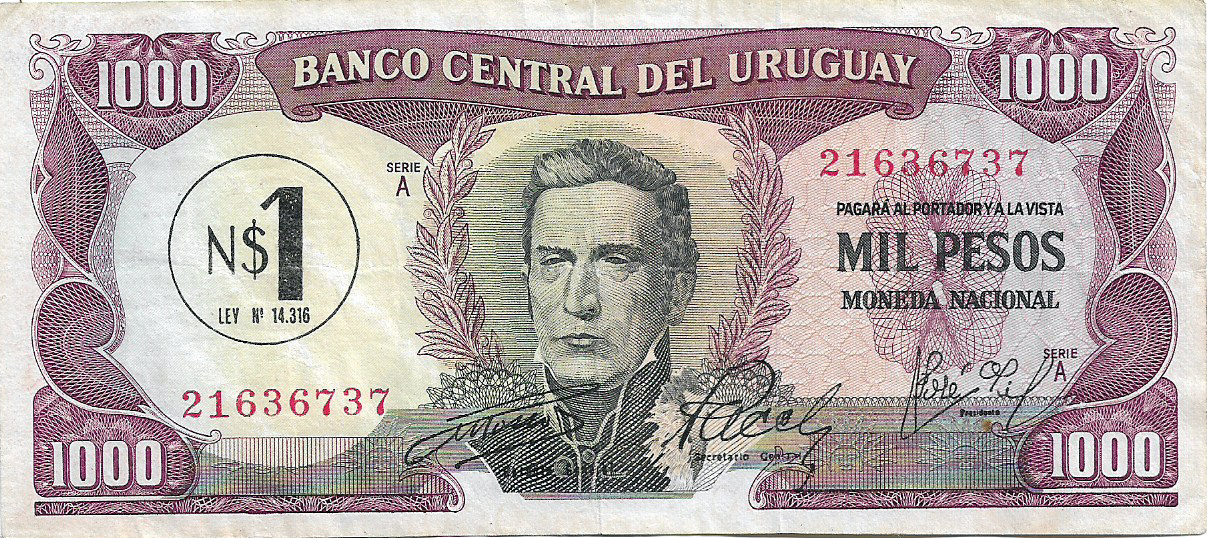 1000
BANCO CENTRAL DEL URUGUAY
1000
SERIE
A
21636737
N$1
LEY Nº 14.316
PAGARÁ AL PORTADOR Y A LA VISTA
MIL PESOS
MONEDA NACIONAL
SERIE
A
21636737
Presidente
Secretario General
1000
1000